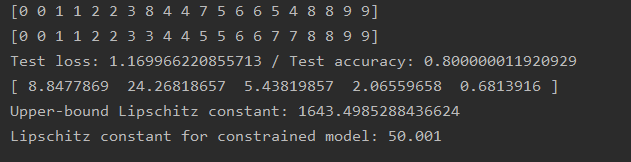 [0 0 1 1 2 2 3 8 4 4 7 5 6 6 5 4 8 8 9 9]
[0 0 1 1 2 2 3 3 4 4 5 5 6 6 7 7 8 8 9 9]
Test loss: 1.169966220855713 / Test accuracy: 0.800000011920929
[ 8.8477869  24.26818657  5.43819857  2.06559658  0.6813916 ]
Upper-bound Lipschitz constant: 1643.4985288436624
Lipschitz constant for constrained model: 50.001